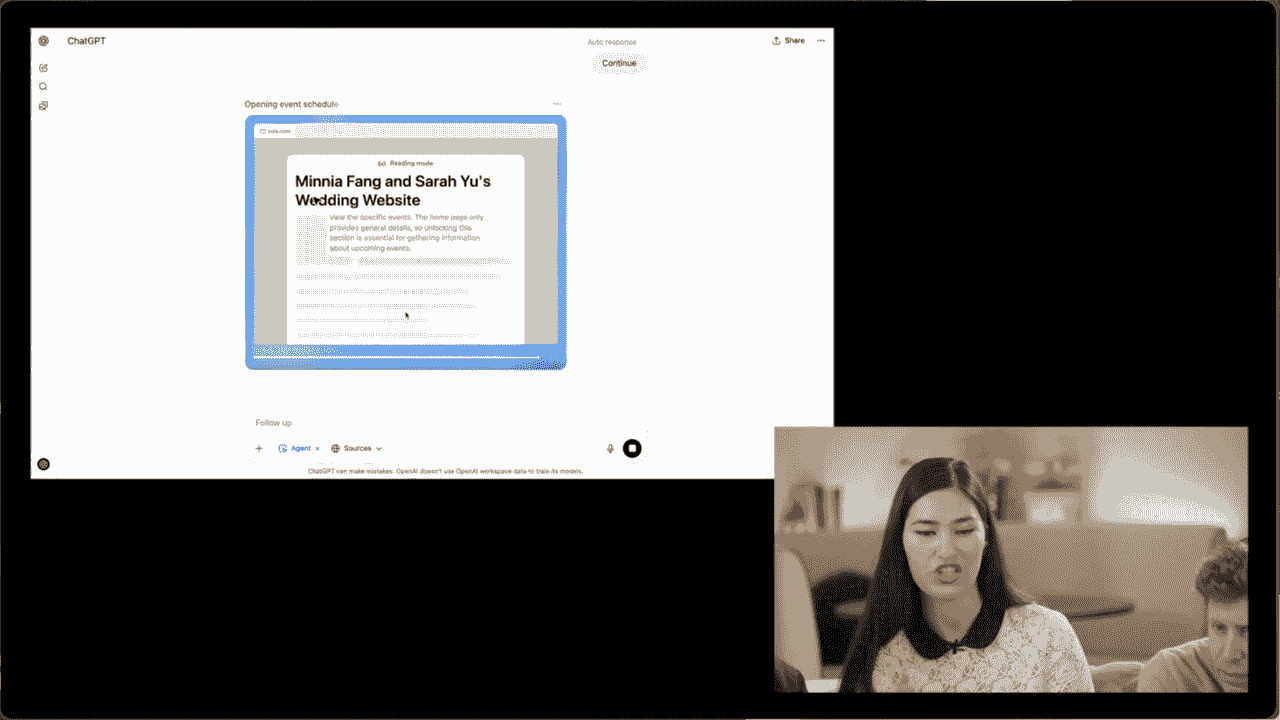 ChatGPT
Auto response
Share
Continue
Opening event schedule
zola.com
Reading mode
Minnia Fang and Sarah Yu's
Wedding Website
view the specific events. The home page only
provides general details, so unlocking this
section is essential for gathering information
about upcoming events.
Follow up
Agent
Sources
ChatGPT can make mistakes. OpenAI doesn't use OpenAI workspace data to train its models.